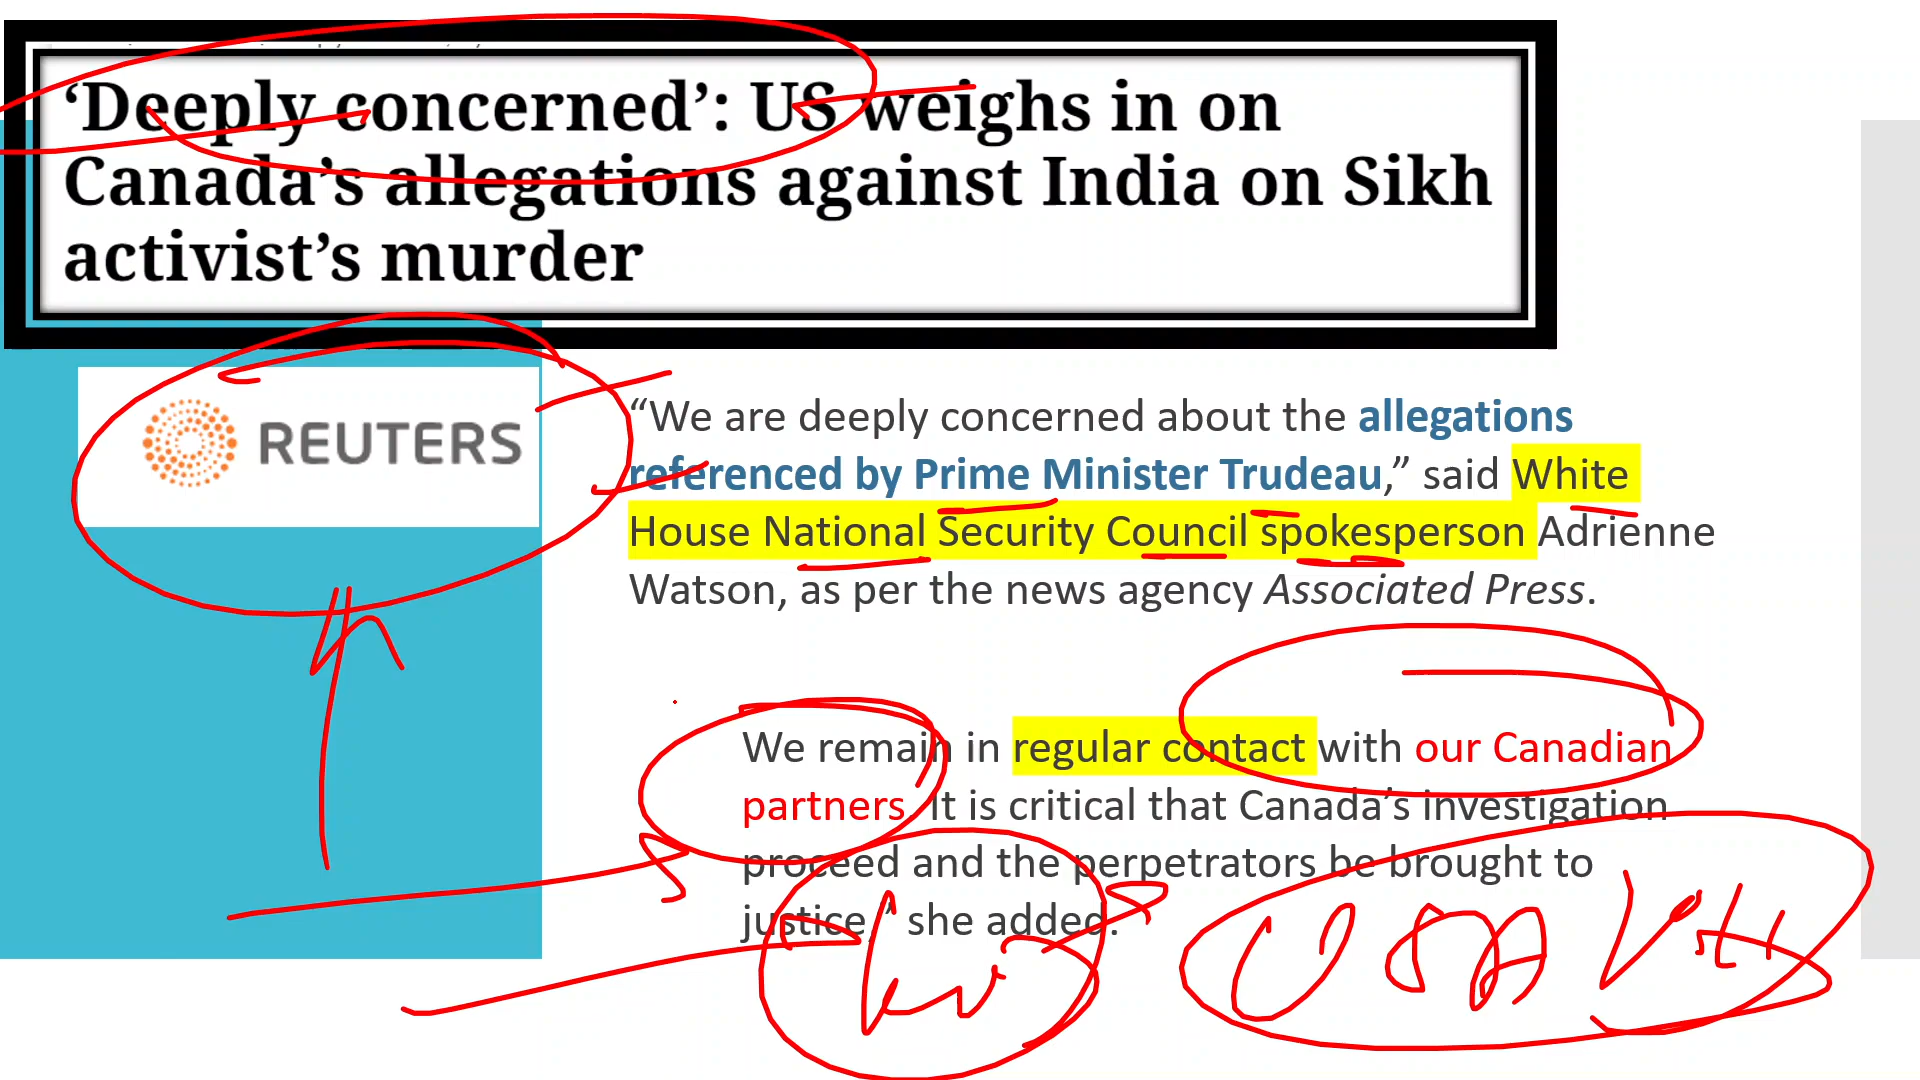 ‘Deeply concerned’: US weighs in on
Canada’s allegations against India on Sikh
activist’s murder
REUTERS
“We are deeply concerned about the allegations
referenced by Prime Minister Trudeau,” said White
House National Security Council spokesperson Adrienne
Watson, as per the news agency Associated Press.
We remain in regular contact with our Canadian
partners. It is critical that Canada’s investigation
proceed and the perpetrators be brought to
justice,” she added.
USA